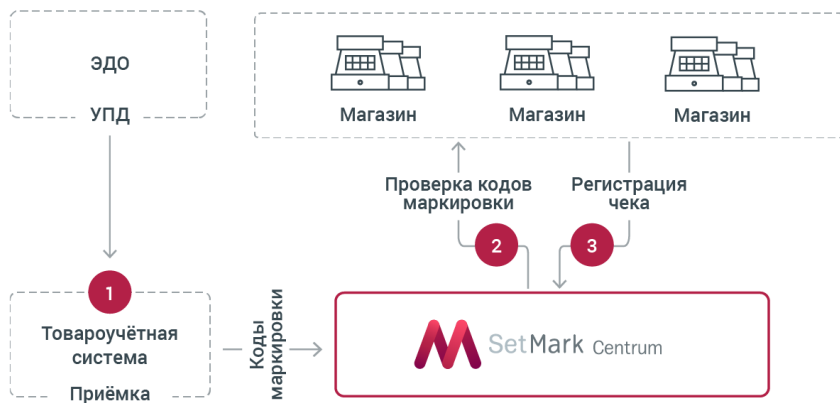 ЭДО
УПД
Магазин
Магазин
Магазин
Проверка кодов
маркировки
Регистрация
чека
2
3
1
Товароучётная
система
Приёмка
Коды
маркировки
SetMark Centrum